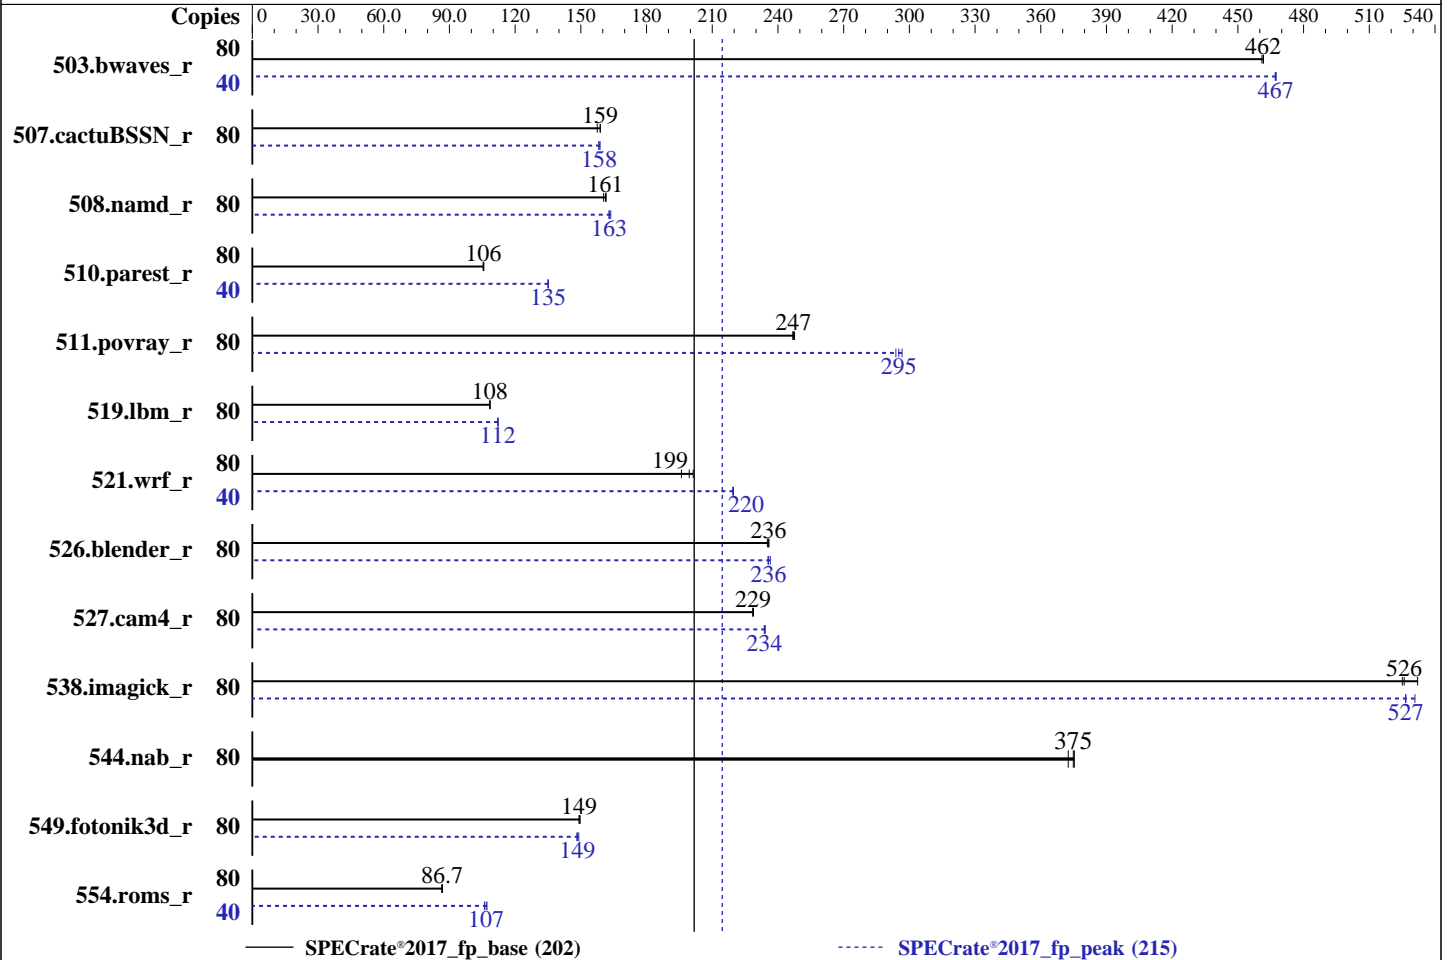 Copies 0 30.0 60.0 90.0 120 150 180 210 240 270 300 330 360 390 420 450 480 510 540
503.bwaves_r 80 462
40 467
507.cactuBSSN_r 80 159
158
508.namd_r 80 161
163
510.parest_r 80 106
40 135
511.povray_r 80 247
295
519.lbm_r 80 108
112
521.wrf_r 80 199
40 220
526.blender_r 80 236
236
527.cam4_r 80 229
234
538.imagick_r 80 526
527
544.nab_r 80 375
549.fotonik3d_r 80 149
149
554.roms_r 80 86.7
40 107
SPECrate®2017_fp_base (202) SPECrate®2017_fp_peak (215)